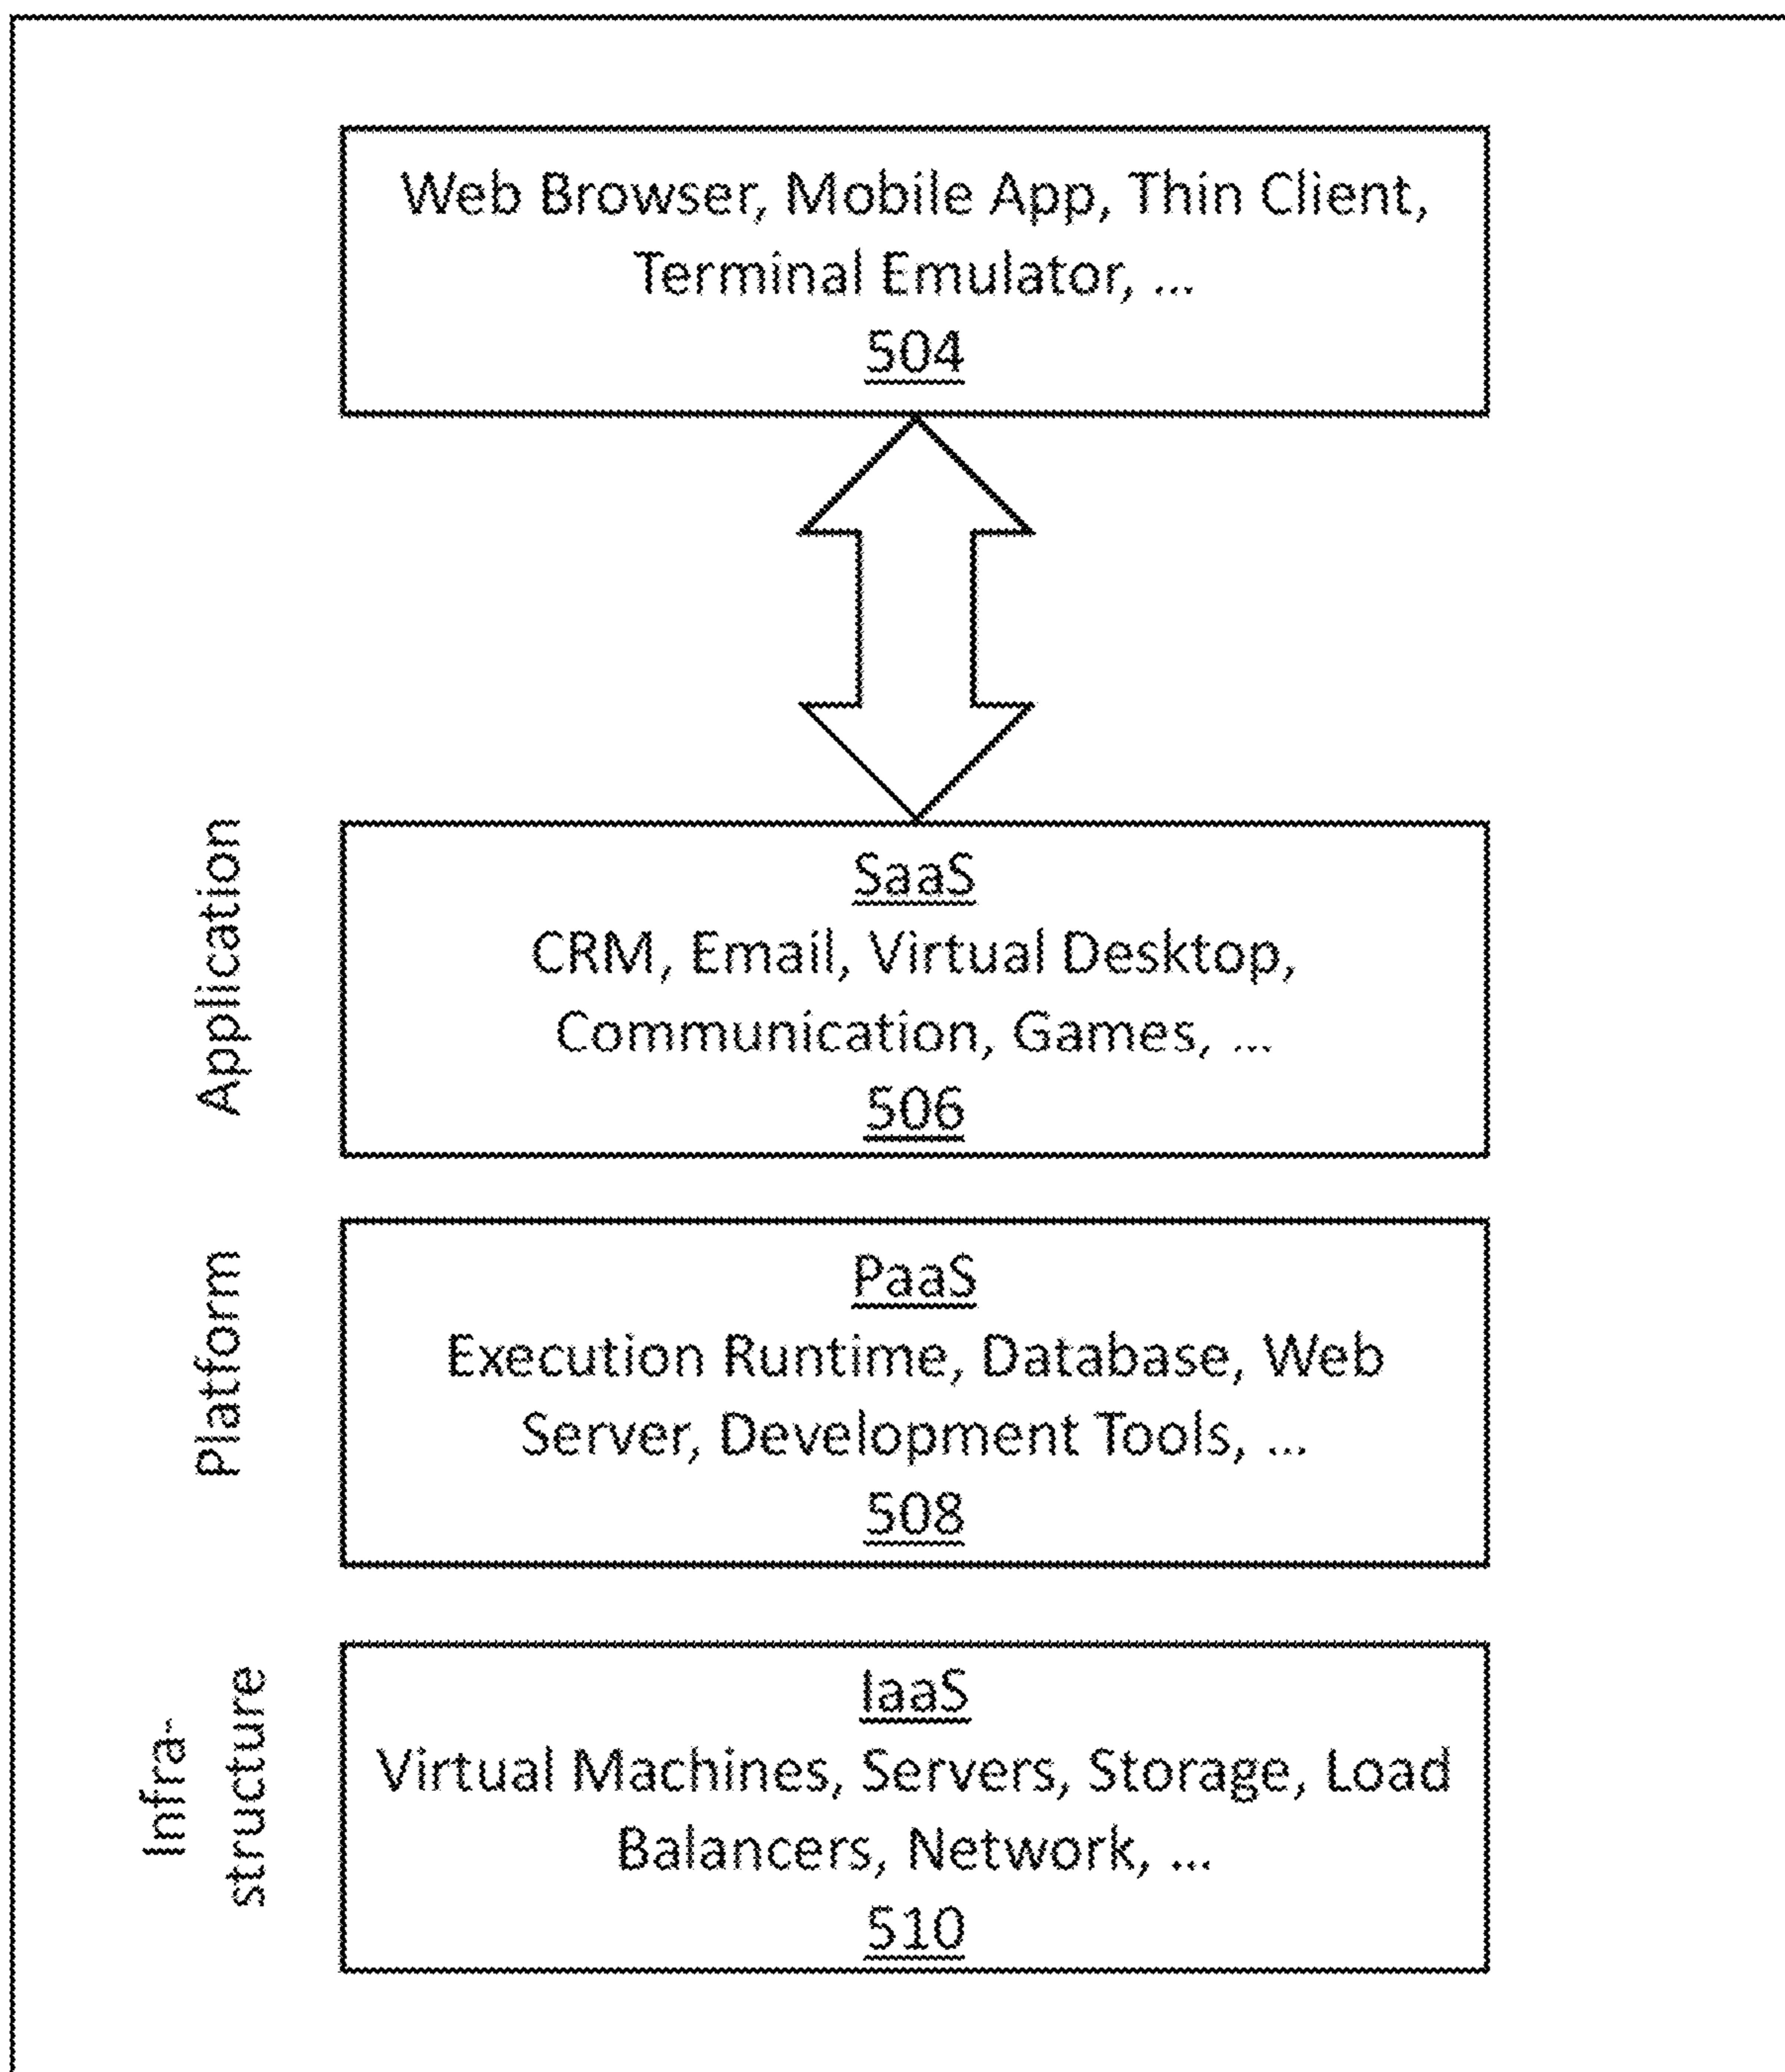 Web Browser, Mobile App, Thin Client,
Terminal Emulator, ...
504
Application
SaaS
CRM, Email, Virtual Desktop,
Communication, Games, ...
506
Platform
PaaS
Execution Runtime, Database, Web
Server, Development Tools, ...
508
Infra-
structure
IaaS
Virtual Machines, Servers, Storage, Load
Balancers, Network, ...
510